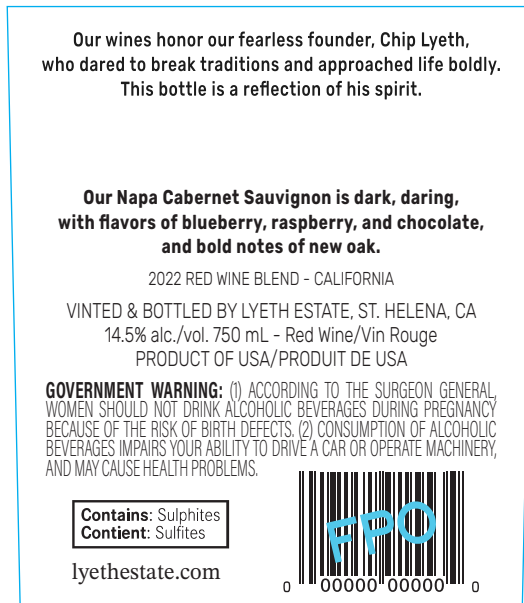 Our wines honor our fearless founder, Chip Lyeth,
who dared to break traditions and approached life boldly.
This bottle is a reflection of his spirit.
Our Napa Cabernet Sauvignon is dark, daring,
with flavors of blueberry, raspberry, and chocolate,
and bold notes of new oak.
2022 RED WINE BLEND - CALIFORNIA
VINTED & BOTTLED BY LYETH ESTATE, ST. HELENA, CA
14.5% alc./vol. 750 mL - Red Wine/Vin Rouge
PRODUCT OF USA/PRODUIT DE USA
GOVERNMENT WARNING: (1) ACCORDING TO THE SURGEON GENERAL,
WOMEN SHOULD NOT DRINK ALCOHOLIC BEVERAGES DURING PREGNANCY
BECAUSE OF THE RISK OF BIRTH DEFECTS. (2) CONSUMPTION OF ALCOHOLIC
BEVERAGES IMPAIRS YOUR ABILITY TO DRIVE A CAR OR OPERATE MACHINERY,
AND MAY CAUSE HEALTH PROBLEMS.
Contains: Sulphites
Contient: Sulfites
lyethestate.com
FPO
0 00000 00000 0